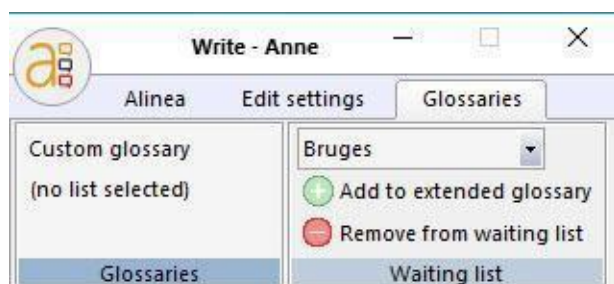 Write - Anne
Alinea Edit settings Glossaries
Custom glossary
(no list selected)
Glossaries
Bruges
Add to extended glossary
Remove from waiting list
Waiting list